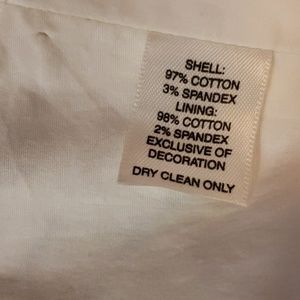 SHELL:
97% COTTON
3% SPANDEX
LINING:
98% COTTON
2% SPANDEX
EXCLUSIVE OF
DECORATION
DRY CLEAN ONLY